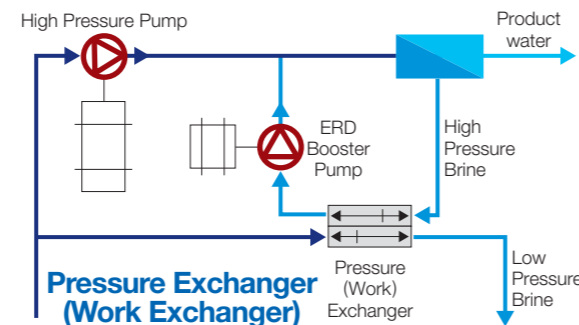 High Pressure Pump
Product
water
ERD
Booster
Pump
High
Pressure
Brine
Pressure Exchanger
(Work Exchanger)
Pressure
(Work)
Exchanger
Low
Pressure
Brine